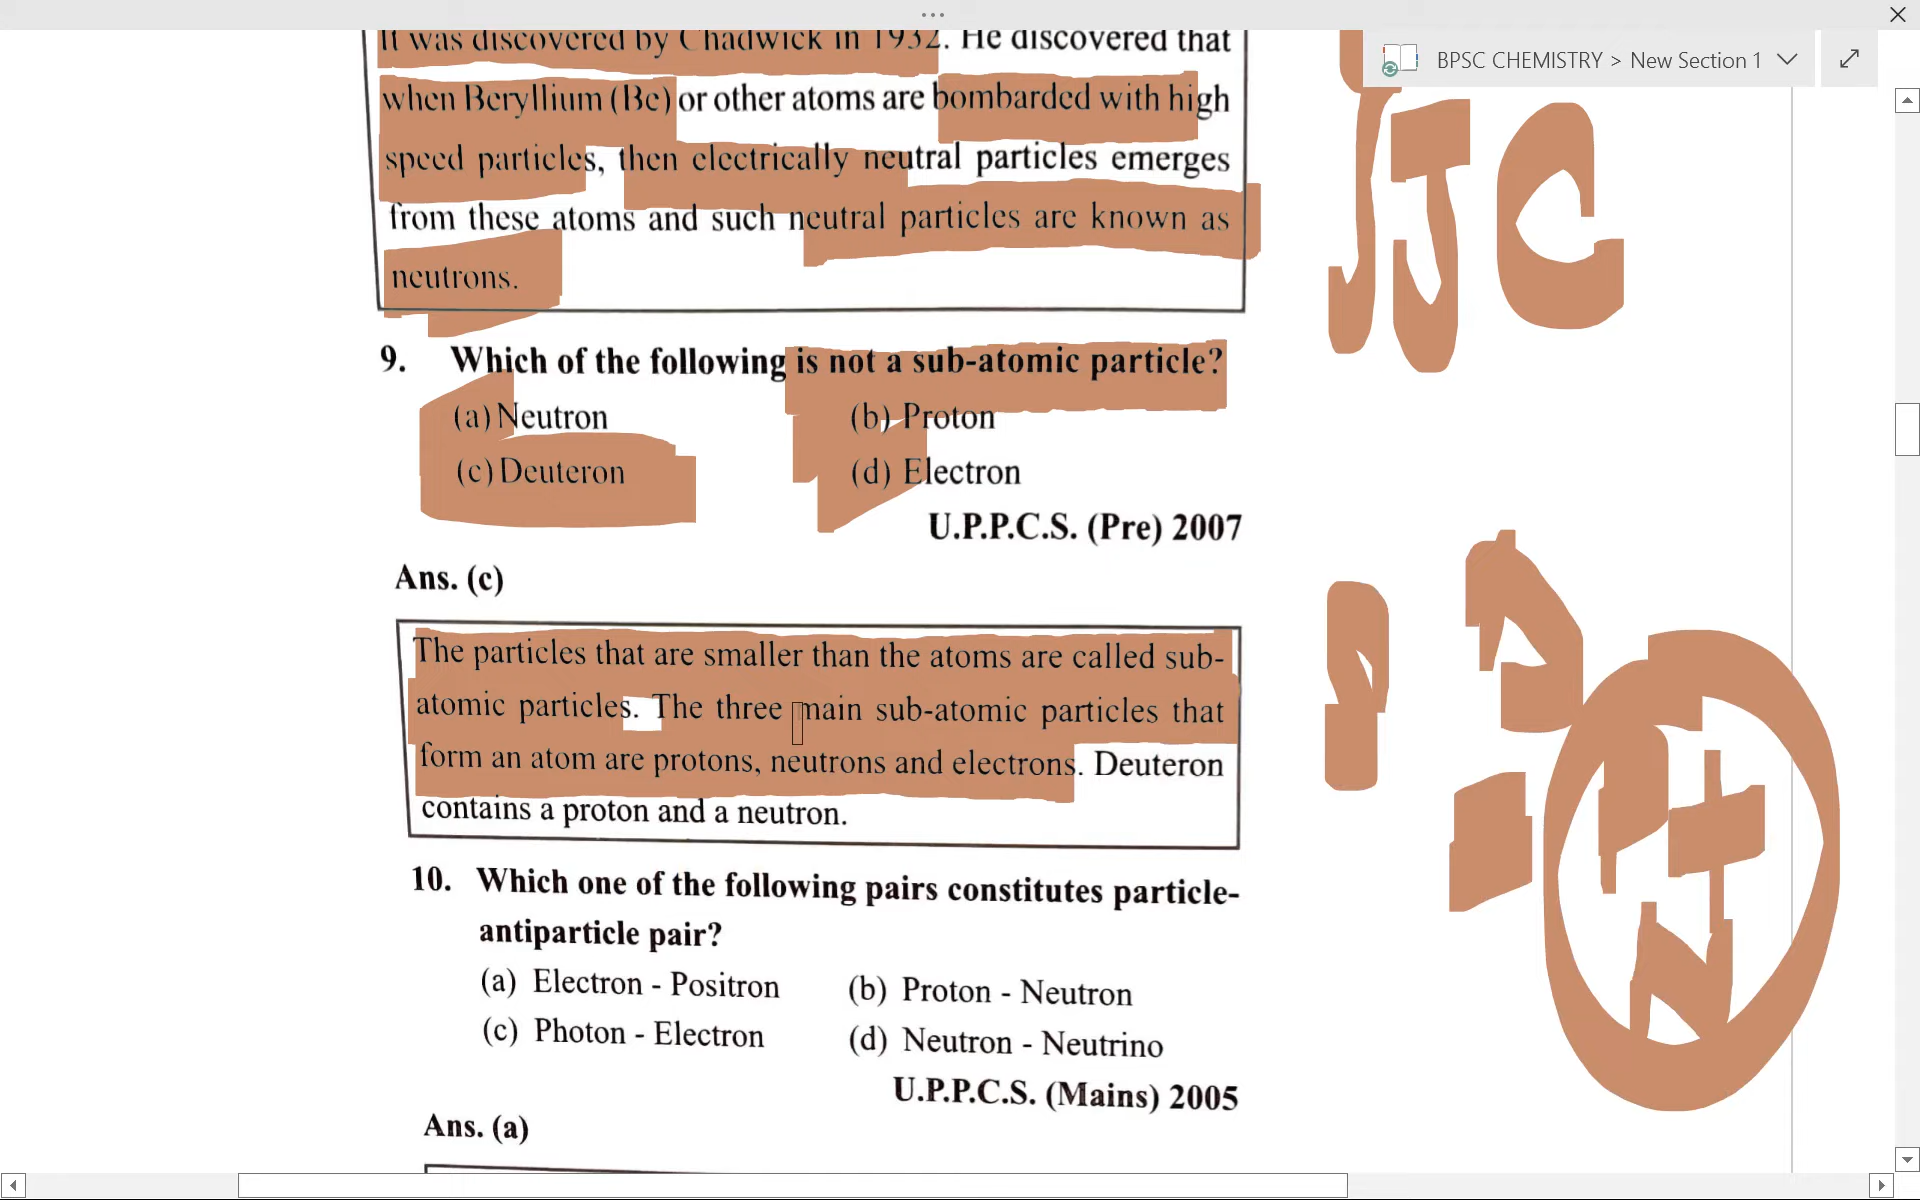 BPSC CHEMISTRY > New Section 1
It was discovered by Chadwick in 1932. He discovered that
when Beryllium (Be) or other atoms are bombarded with high
speed particles, then electrically neutral particles emerges
from these atoms and such neutral particles are known as
neutrons.
JJC
9. Which of the following is not a sub-atomic particle?
(a) Neutron (b) Proton
(c) Deuteron (d) Electron
U.P.P.C.S. (Pre) 2007
Ans. (c)
The particles that are smaller than the atoms are called sub-
atomic particles. The three main sub-atomic particles that
form an atom are protons, neutrons and electrons. Deuteron
contains a proton and a neutron.
P
N
10. Which one of the following pairs constitutes particle-
antiparticle pair?
(a) Electron - Positron (b) Proton - Neutron
(c) Photon - Electron (d) Neutron - Neutrino
U.P.P.C.S. (Mains) 2005
Ans. (a)